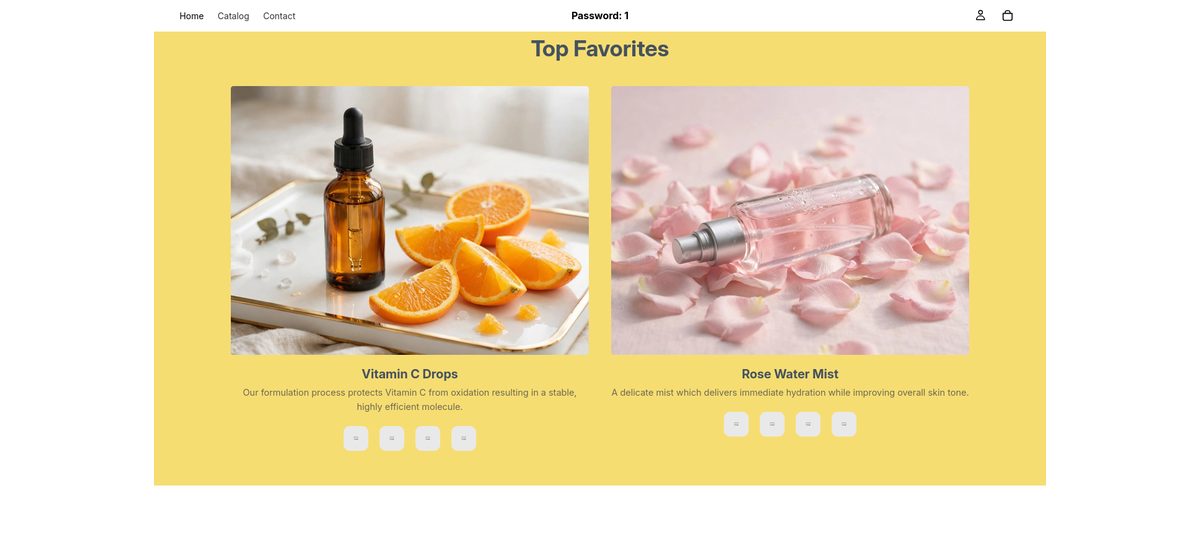 Home Catalog Contact
Password: 1
Top Favorites
Vitamin C Drops
Our formulation process protects Vitamin C from oxidation resulting in a stable,
highly efficient molecule.
Rose Water Mist
A delicate mist which delivers immediate hydration while improving overall skin tone.